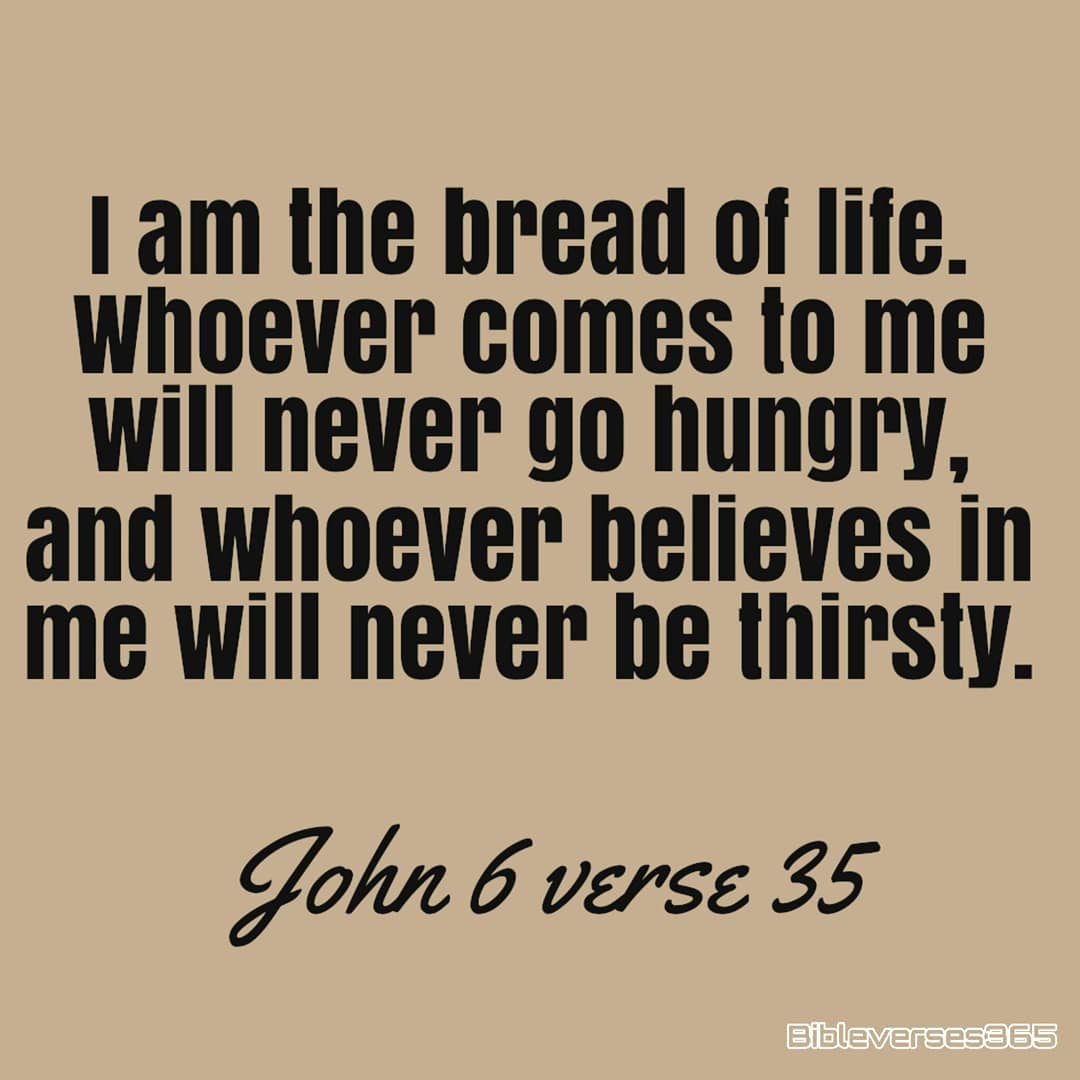 I am the bread of life.
Whoever comes to me
will never go hungry,
and whoever believes in
me will never be thirsty.
John 6 verse 35
Bibleverses365